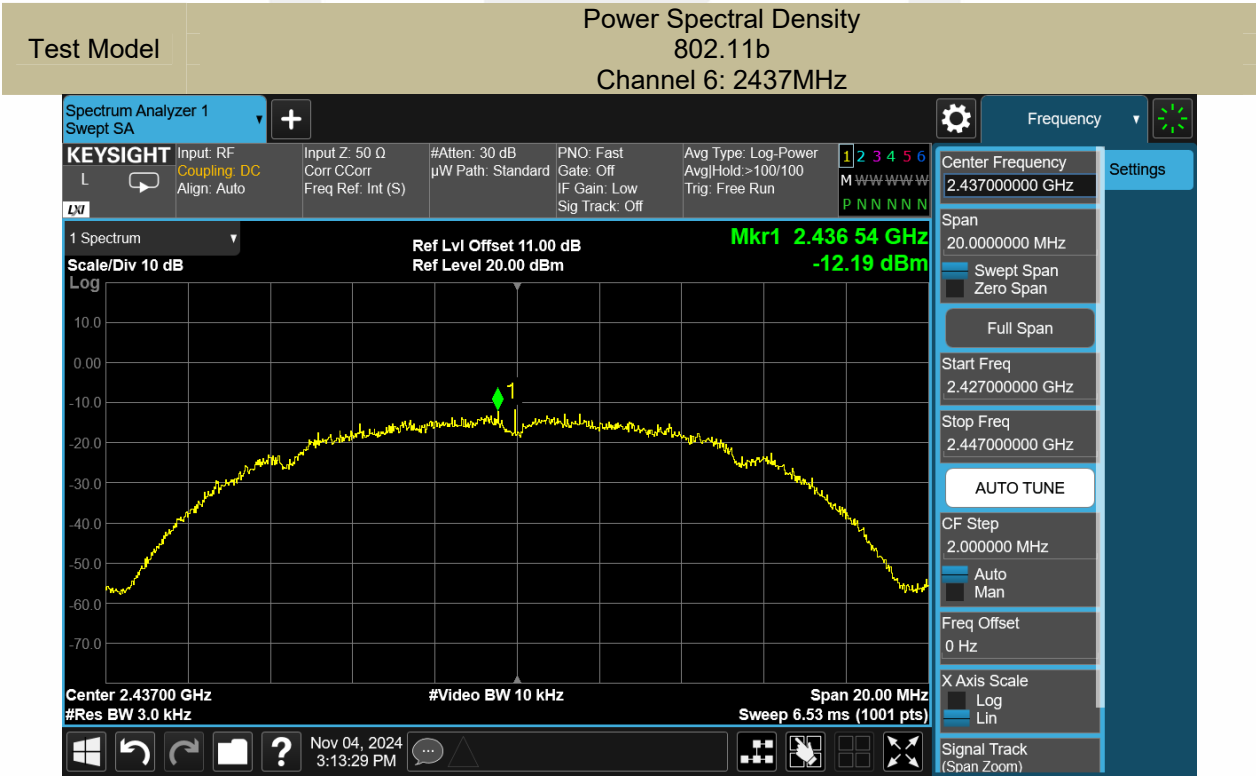 Test Model
Power Spectral Density
802.11b
Channel 6: 2437MHz
Spectrum Analyzer 1
Swept SA
Frequency
KEYSIGHT
L
LXI
Input: RF
Coupling: DC
Align: Auto
Input Z: 50 Ω
Corr CCorr
Freq Ref: Int (S)
#Atten: 30 dB
µW Path: Standard
PNO: Fast
Gate: Off
IF Gain: Low
Sig Track: Off
Avg Type: Log-Power
Avg|Hold:>100/100
Trig: Free Run
1 2 3 4 5 6
M W W W W W
P N N N N N
Center Frequency
2.437000000 GHz
Settings
Span
20.0000000 MHz
Swept Span
Zero Span
Full Span
Start Freq
2.427000000 GHz
Stop Freq
2.447000000 GHz
AUTO TUNE
CF Step
2.000000 MHz
Auto
Man
Freq Offset
0 Hz
X Axis Scale
Log
Lin
Signal Track
(Span Zoom)
1 Spectrum
Scale/Div 10 dB
Log
Ref Lvl Offset 11.00 dB
Ref Level 20.00 dBm
Mkr1 2.436 54 GHz
-12.19 dBm
10.0
0.00
-10.0
-20.0
-30.0
-40.0
-50.0
-60.0
-70.0
1
Center 2.43700 GHz
#Res BW 3.0 kHz
#Video BW 10 kHz
Span 20.00 MHz
Sweep 6.53 ms (1001 pts)
?
Nov 04, 2024
3:13:29 PM